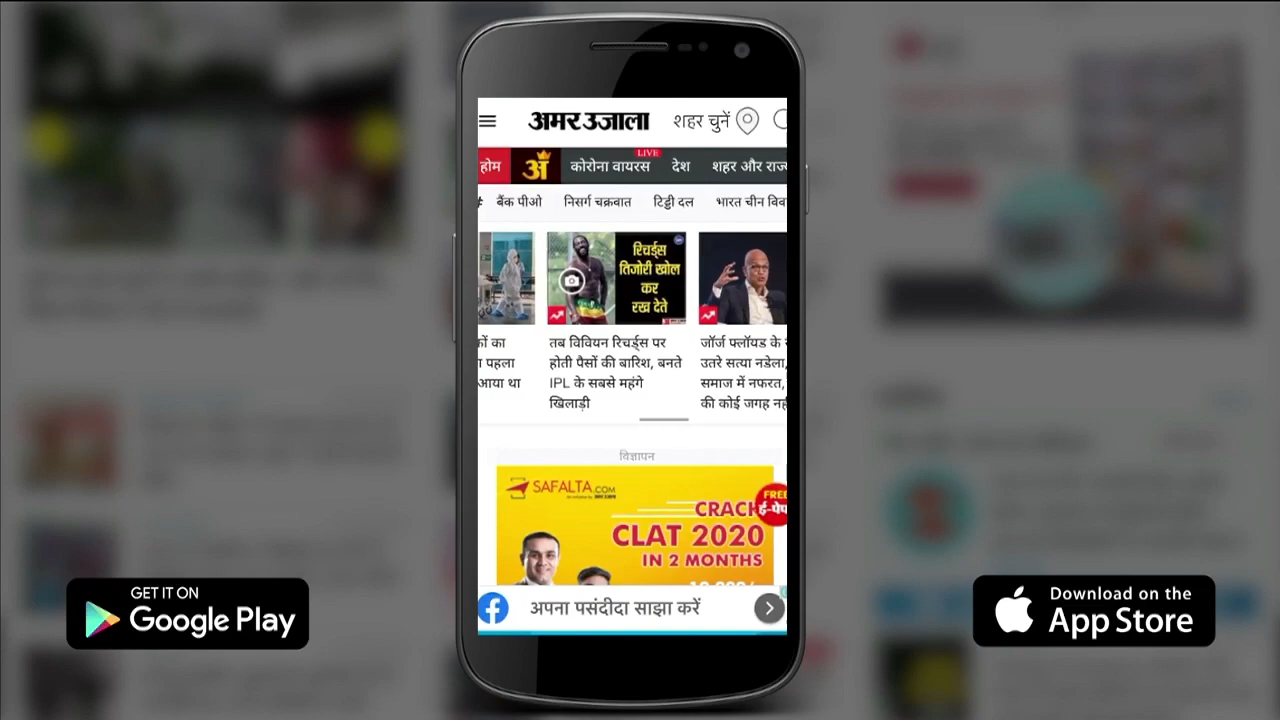 अमर उजाला
शहर चुनें
LIVE
होम
अं
कोरोना वायरस
देश
शहर और राज्
# बैंक पीओ
निसर्ग चक्रवात
टिड्डी दल
भारत चीन विवा
रिचर्ड्स
तिजोरी खोल
कर
रख देते
तब विवियन रिचर्ड्स पर
होती पैसों की बारिश, बनते
IPL के सबसे महंगे
खिलाड़ी
कों का
पहला
आया था
जॉर्ज फ्लॉयड के
उतरे सत्या नडेला,
समाज में नफरत,
की कोई जगह नहीं
विज्ञापन
SAFALTA.COM
CRACK
CLAT 2020
IN 2 MONTHS
FREE
ई-पेप
अपना पसंदीदा साझा करें
GET IT ON
Google Play
Download on the
App Store